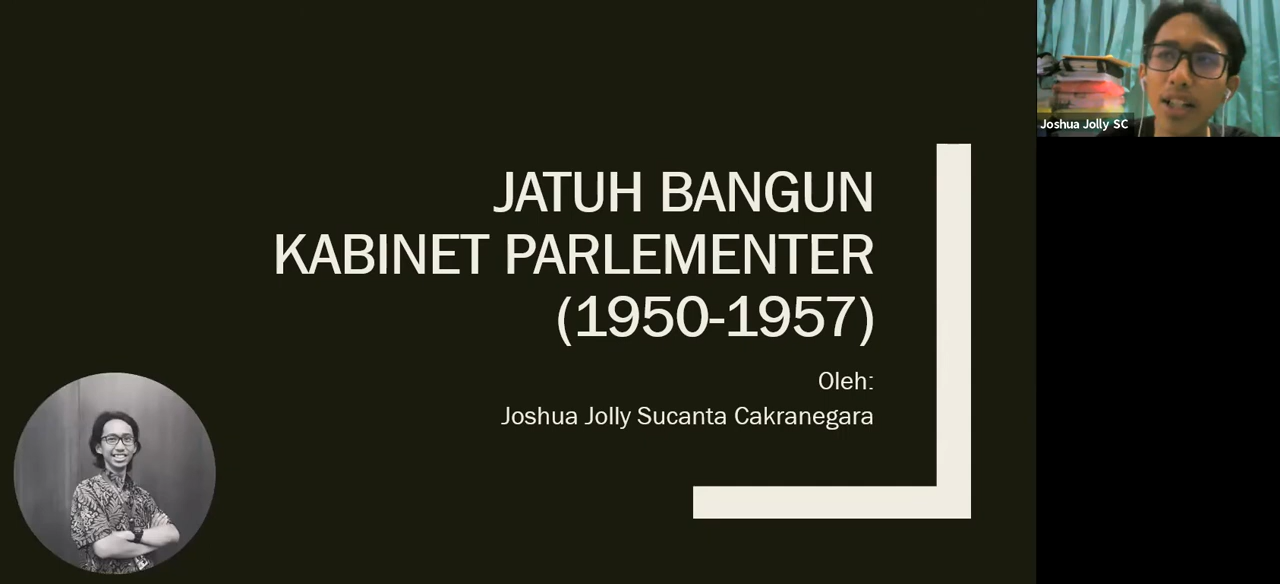 JATUH BANGUN
KABINET PARLEMENTER
(1950-1957)
Oleh:
Joshua Jolly Sucanta Cakranegara
Joshua Jolly SC